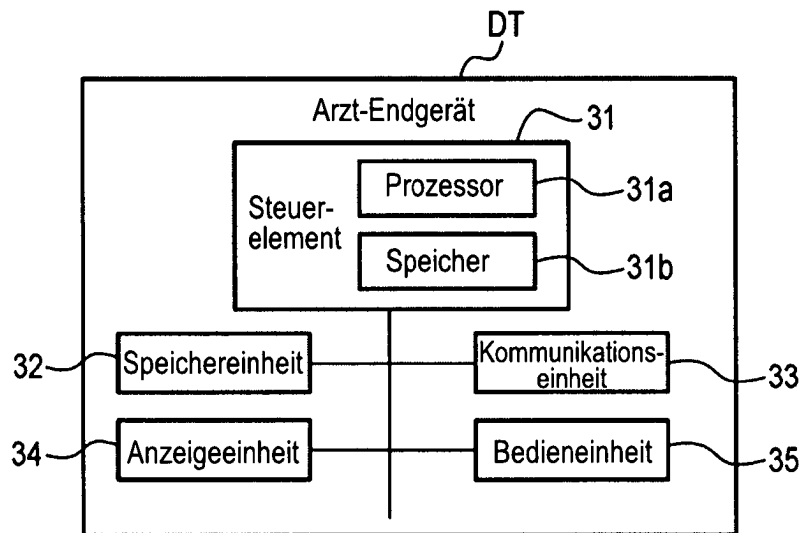 DT
Arzt-Endgerät
31
Prozessor
31a
Steuer-
element
Speicher
31b
32
Speichereinheit
Kommunikations-
einheit
33
34
Anzeigeeinheit
Bedieneinheit
35